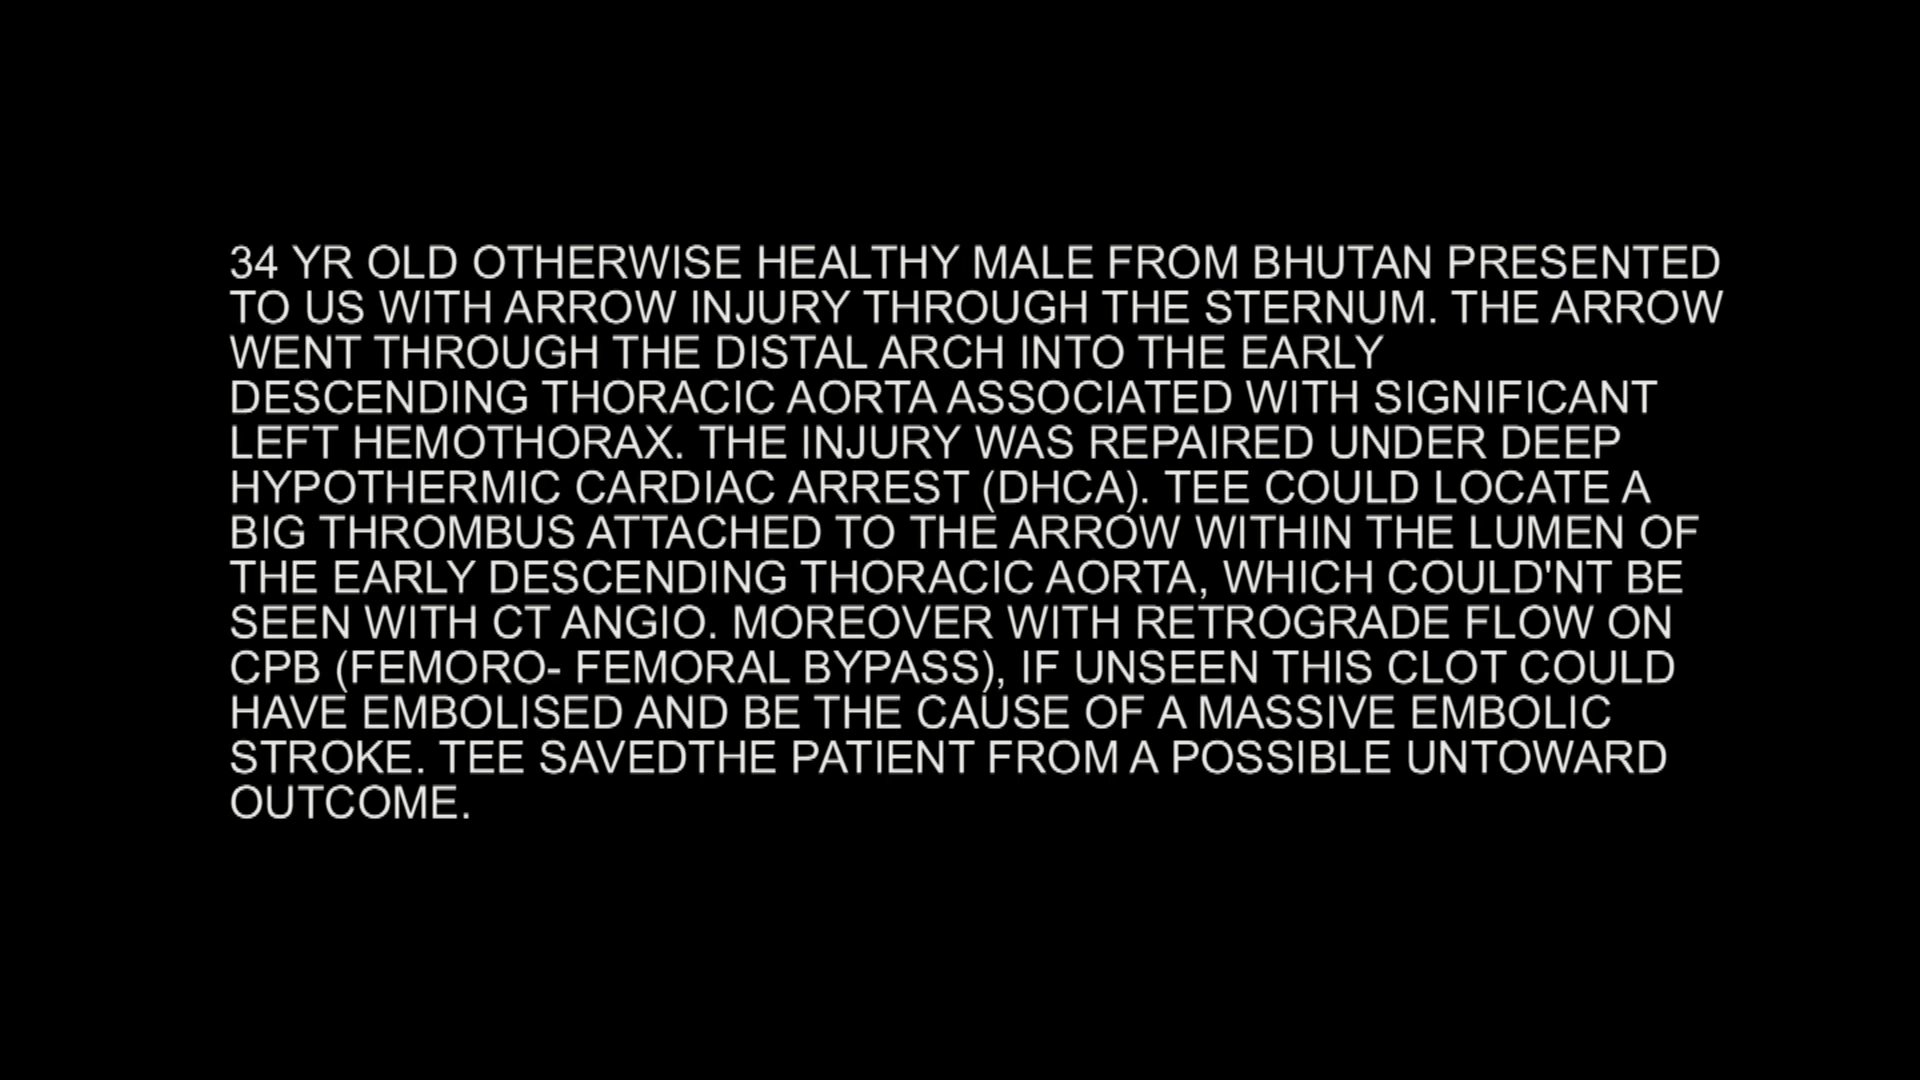 34 YR OLD OTHERWISE HEALTHY MALE FROM BHUTAN PRESENTED
TO US WITH ARROW INJURY THROUGH THE STERNUM. THE ARROW
WENT THROUGH THE DISTAL ARCH INTO THE EARLY
DESCENDING THORACIC AORTA ASSOCIATED WITH SIGNIFICANT
LEFT HEMOTHORAX. THE INJURY WAS REPAIRED UNDER DEEP
HYPOTHERMIC CARDIAC ARREST (DHCA). TEE COULD LOCATE A
BIG THROMBUS ATTACHED TO THE ARROW WITHIN THE LUMEN OF
THE EARLY DESCENDING THORACIC AORTA, WHICH COULD'NT BE
SEEN WITH CT ANGIO. MOREOVER WITH RETROGRADE FLOW ON
CPB (FEMORO- FEMORAL BYPASS), IF UNSEEN THIS CLOT COULD
HAVE EMBOLISED AND BE THE CAUSE OF A MASSIVE EMBOLIC
STROKE. TEE SAVEDTHE PATIENT FROM A POSSIBLE UNTOWARD
OUTCOME.